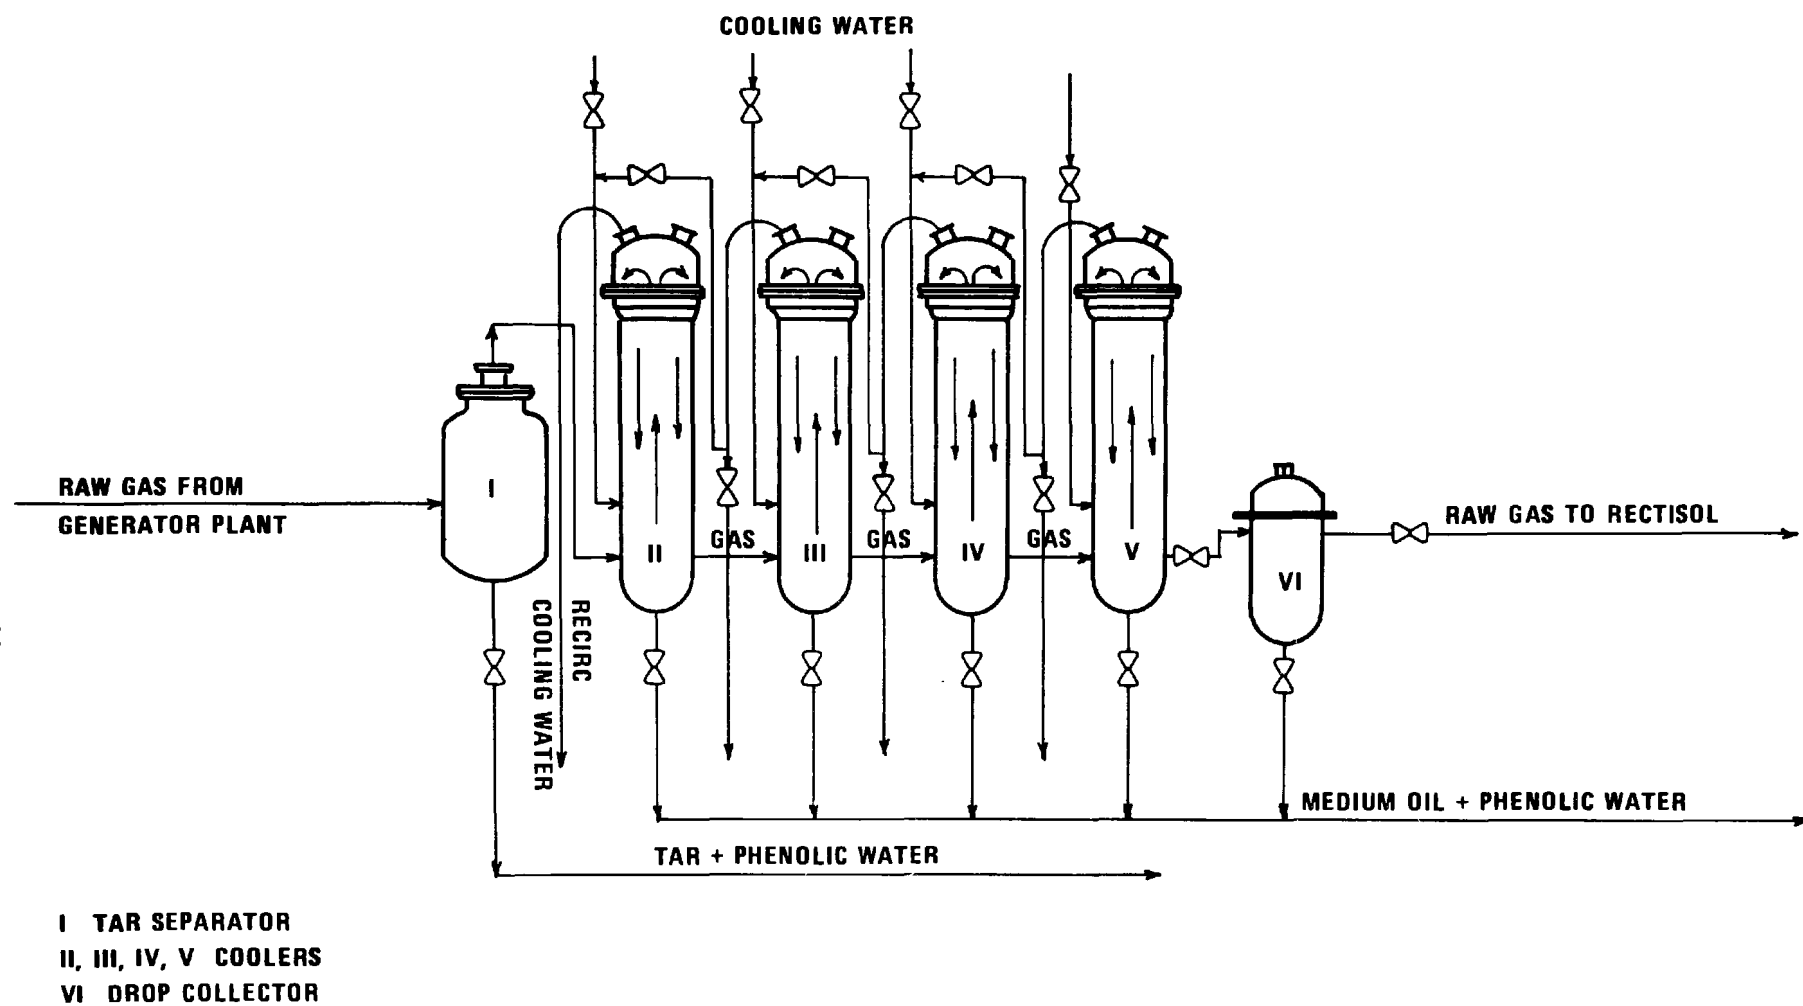 COOLING WATER
RAW GAS FROM
GENERATOR PLANT
I
II
GAS
III
GAS
IV
GAS
V
VI
RAW GAS TO RECTISOL
RECIRC
COOLING WATER
MEDIUM OIL + PHENOLIC WATER
TAR + PHENOLIC WATER
I TAR SEPARATOR
II, III, IV, V COOLERS
VI DROP COLLECTOR